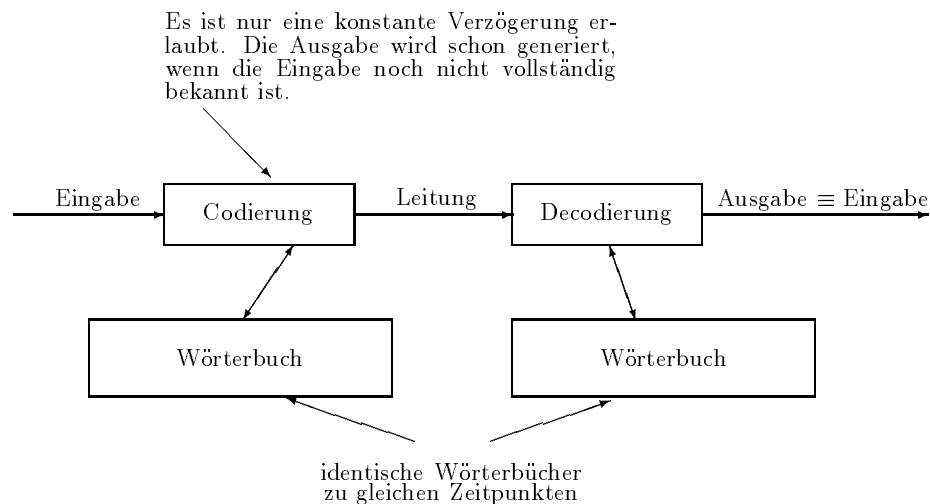 Es ist nur eine konstante Verzögerung er-
laubt. Die Ausgabe wird schon generiert,
wenn die Eingabe noch nicht vollständig
bekannt ist.
Eingabe
Codierung
Leitung
Decodierung
Ausgabe ≡ Eingabe
Wörterbuch
Wörterbuch
identische Wörterbücher
zu gleichen Zeitpunkten